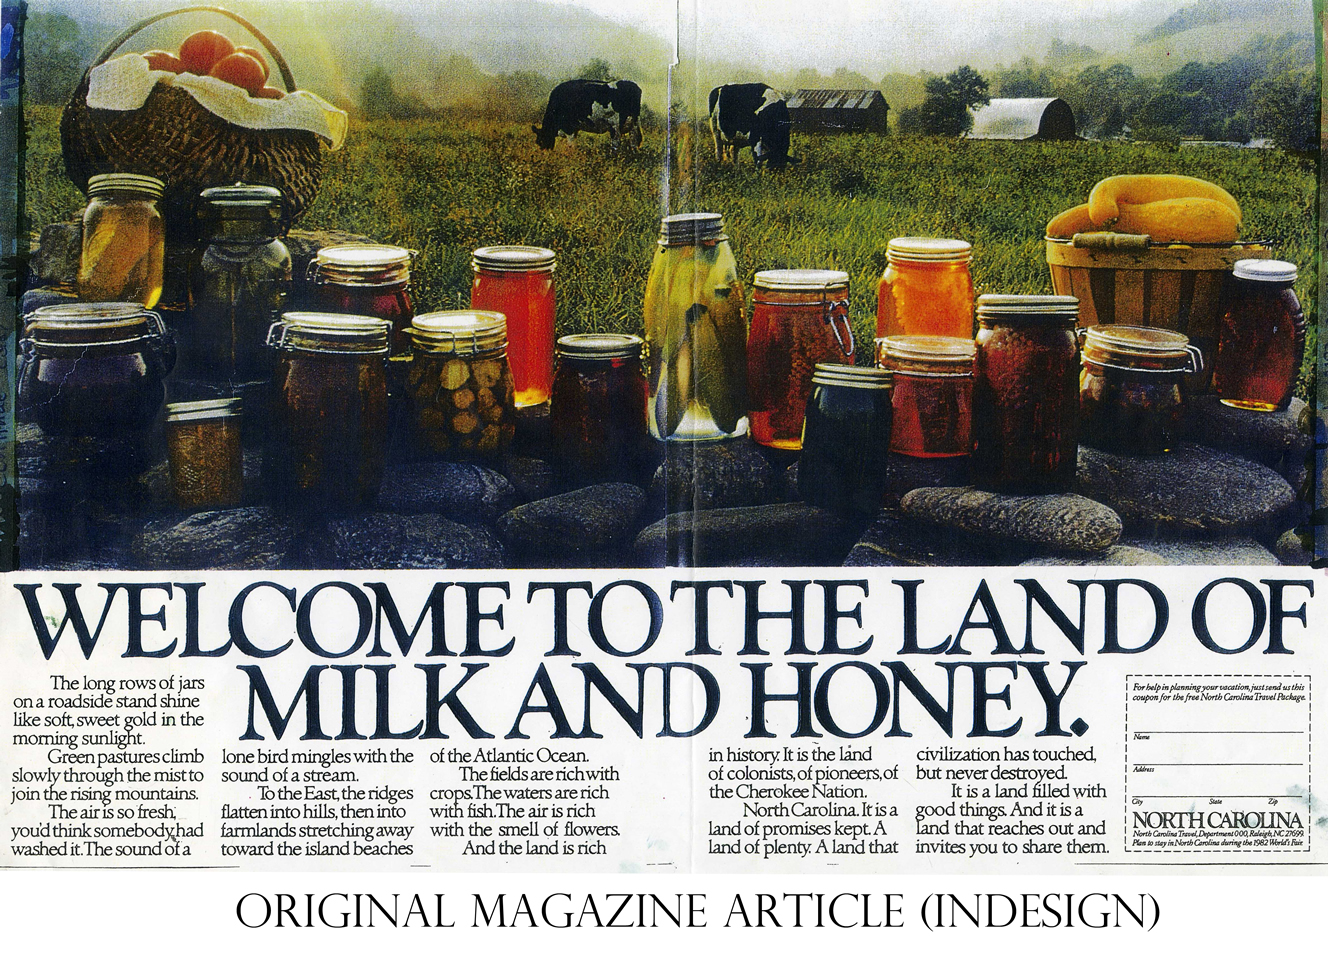 WELCOME TO THE LAND OF
MILK AND HONEY.
The long rows of jars
on a roadside stand shine
like soft, sweet gold in the
morning sunlight.
Green pastures climb
slowly through the mist to
join the rising mountains.
The air is so fresh,
you'd think somebody had
washed it. The sound of a
lone bird mingles with the
sound of a stream.
To the East, the ridges
flatten into hills, then into
farmlands stretching away
toward the island beaches
of the Atlantic Ocean.
The fields are rich with
crops. The waters are rich
with fish. The air is rich
with the smell of flowers.
And the land is rich
in history. It is the land
of colonists, of pioneers, of
the Cherokee Nation.
North Carolina. It is a
land of promises kept. A
land of plenty. A land that
civilization has touched,
but never destroyed.
It is a land filled with
good things. And it is a
land that reaches out and
invites you to share them.
For help in planning your vacation, just send us this
coupon for the free North Carolina Travel Package.
Name
Address
City State Zip
NORTH CAROLINA
North Carolina Travel, Department 000, Raleigh, NC 27699.
Plan to stay in North Carolina during the 1982 World's Fair
ORIGINAL MAGAZINE ARTICLE (INDESIGN)